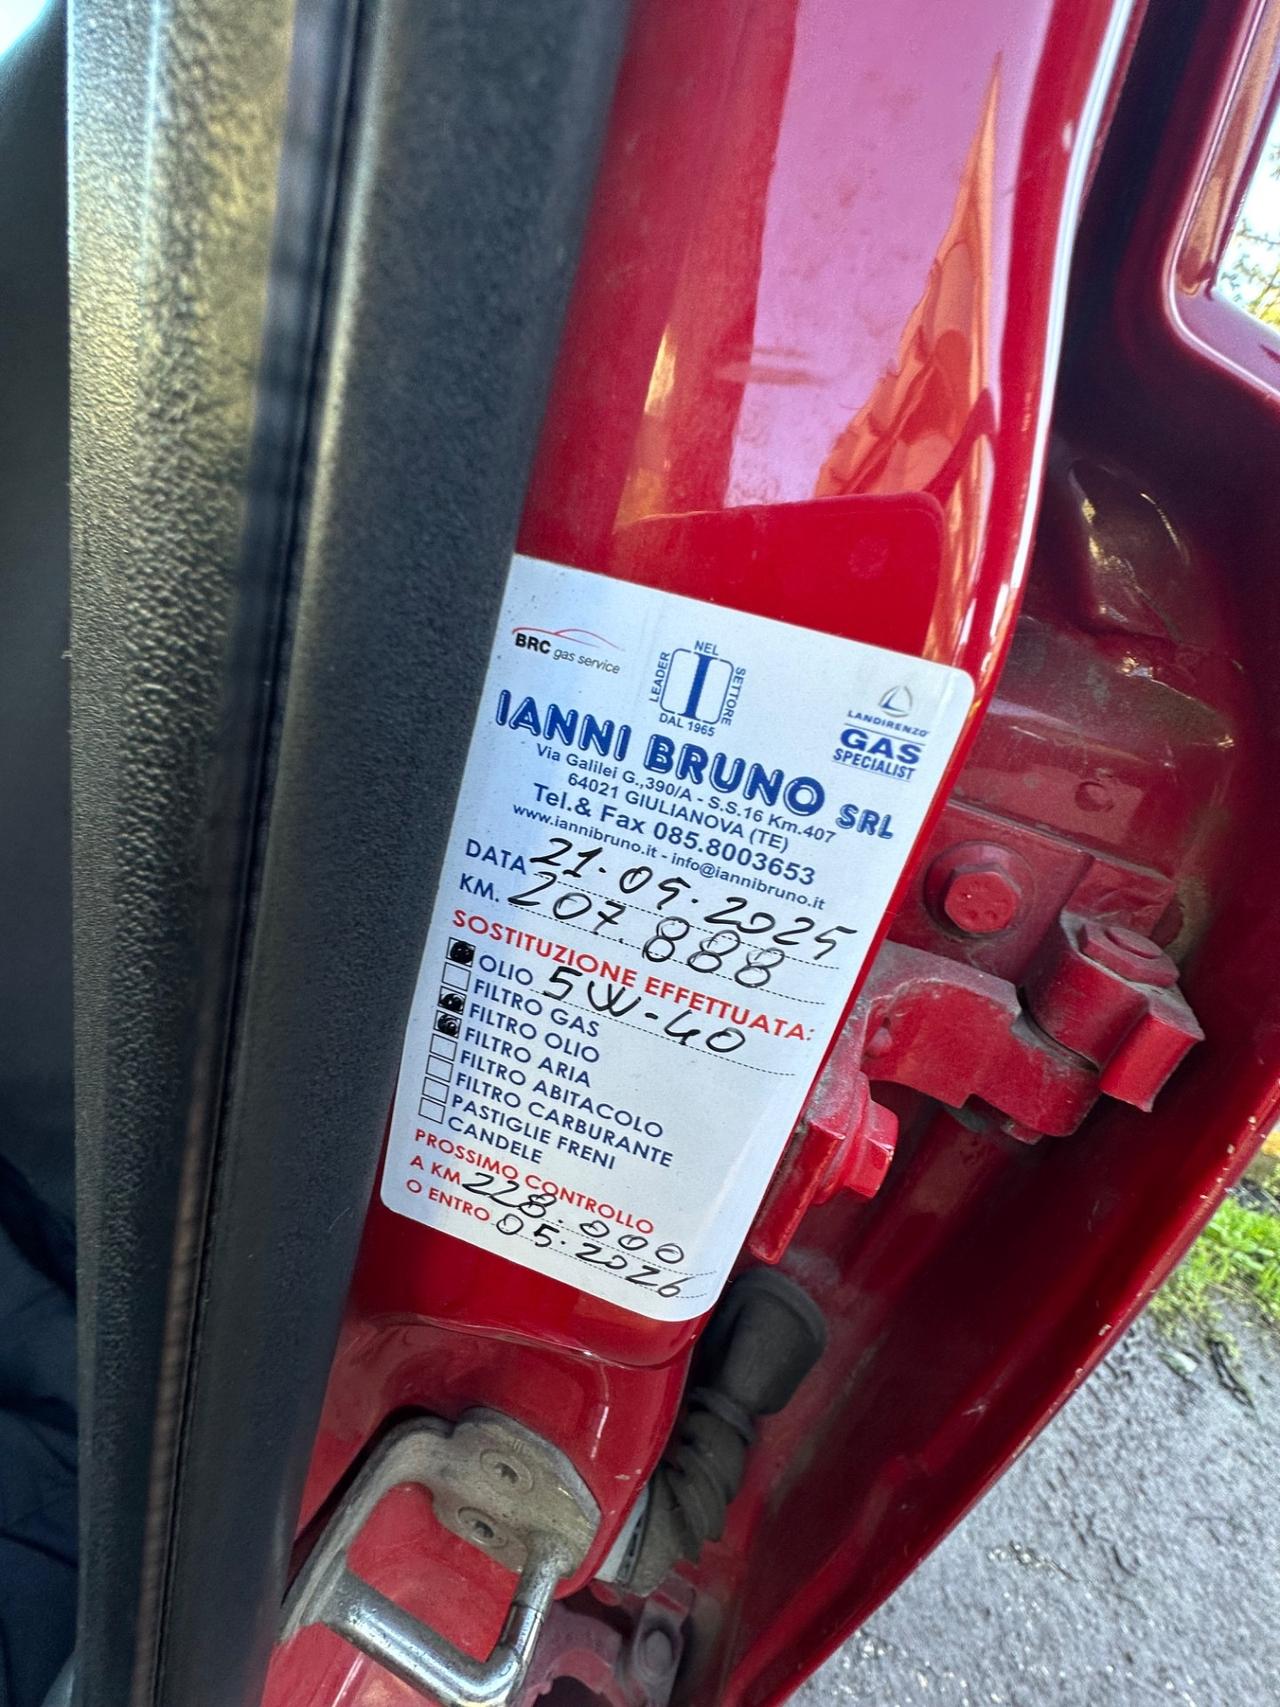 BRC gas service
NEL
LEADER
SETTORE
I
DAL 1965
LANDIRENZO
GAS
SPECIALIST
IANNI BRUNO SRL
Via Galilei G.,390/A - S.S.16 Km.407
64021 GIULIANOVA (TE)
Tel.& Fax 085.8003653
www.iannibruno.it - info@iannibruno.it
DATA 21.05.2025
KM. 207.888
SOSTITUZIONE EFFETTUATA:
OLIO 5W-40
FILTRO GAS
FILTRO OLIO
FILTRO ARIA
FILTRO ABITACOLO
FILTRO CARBURANTE
PASTIGLIE FRENI
CANDELE
PROSSIMO CONTROLLO
A KM 228.000
O ENTRO 05.2026